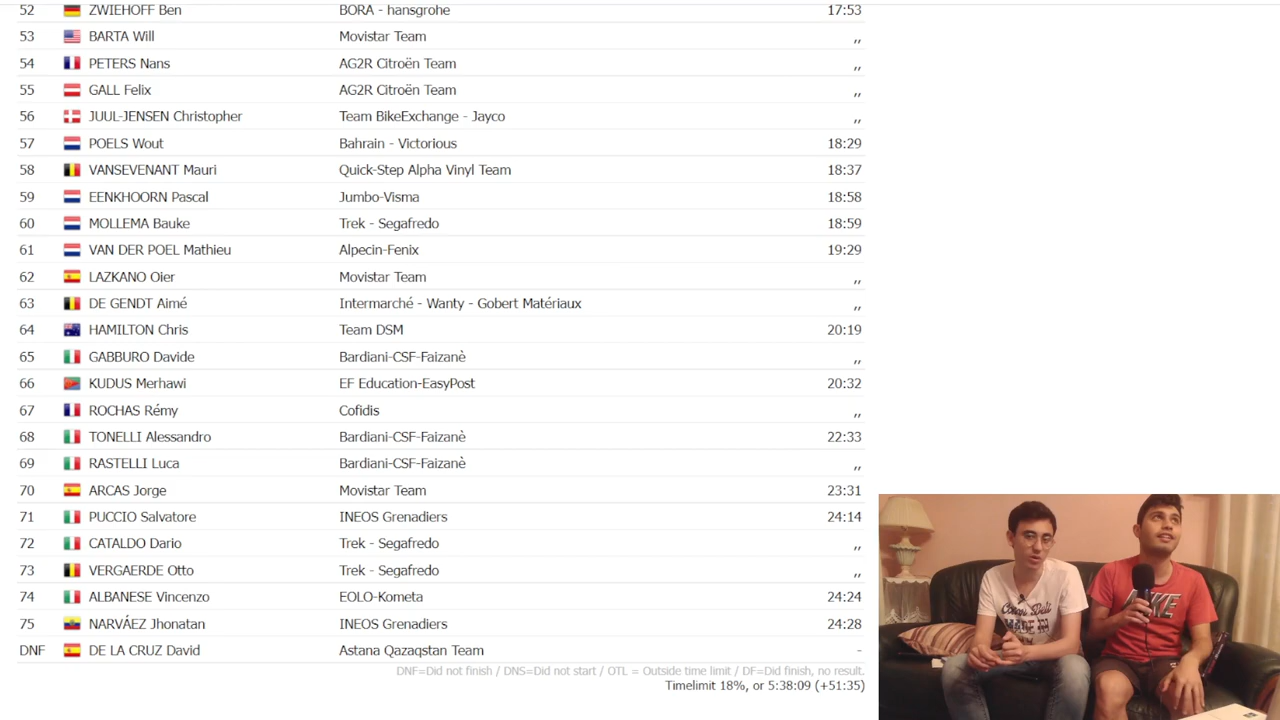 52 ZWIEHOFF Ben BORA - hansgrohe 17:53
53 BARTA Will Movistar Team ,,
54 PETERS Nans AG2R Citroën Team ,,
55 GALL Felix AG2R Citroën Team ,,
56 JUUL-JENSEN Christopher Team BikeExchange - Jayco ,,
57 POELS Wout Bahrain - Victorious 18:29
58 VANSEVENANT Mauri Quick-Step Alpha Vinyl Team 18:37
59 EENKHOORN Pascal Jumbo-Visma 18:58
60 MOLLEMA Bauke Trek - Segafredo 18:59
61 VAN DER POEL Mathieu Alpecin-Fenix 19:29
62 LAZKANO Oier Movistar Team ,,
63 DE GENDT Aimé Intermarché - Wanty - Gobert Matériaux ,,
64 HAMILTON Chris Team DSM 20:19
65 GABBURO Davide Bardiani-CSF-Faizanè ,,
66 KUDUS Merhawi EF Education-EasyPost 20:32
67 ROCHAS Rémy Cofidis ,,
68 TONELLI Alessandro Bardiani-CSF-Faizanè 22:33
69 RASTELLI Luca Bardiani-CSF-Faizanè ,,
70 ARCAS Jorge Movistar Team 23:31
71 PUCCIO Salvatore INEOS Grenadiers 24:14
72 CATALDO Dario Trek - Segafredo ,,
73 VERGAERDE Otto Trek - Segafredo ,,
74 ALBANESE Vincenzo EOLO-Kometa 24:24
75 NARVÁEZ Jhonatan INEOS Grenadiers 24:28
DNF DE LA CRUZ David Astana Qazaqstan Team -
DNF=Did not finish / DNS=Did not start / OTL = Outside time limit / DF=Did finish, no result.
Timelimit 18%, or 5:38:09 (+51:35)
MADE IN
NIKE